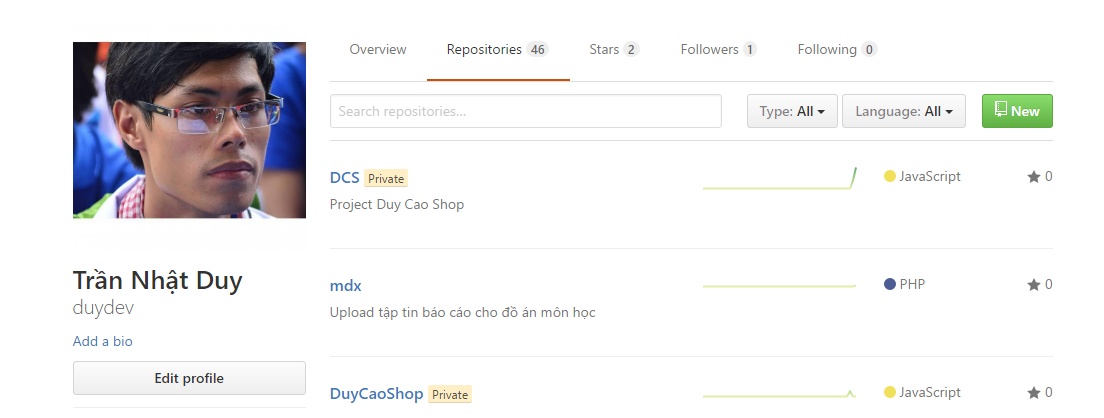 Overview Repositories 46 Stars 2 Followers 1 Following 0
Search repositories... Type: All Language: All New
DCS Private JavaScript 0
Project Duy Cao Shop
Trần Nhật Duy
duydev
Add a bio
Edit profile
mdx PHP 0
Upload tập tin báo cáo cho đồ án môn học
DuyCaoShop Private JavaScript 0